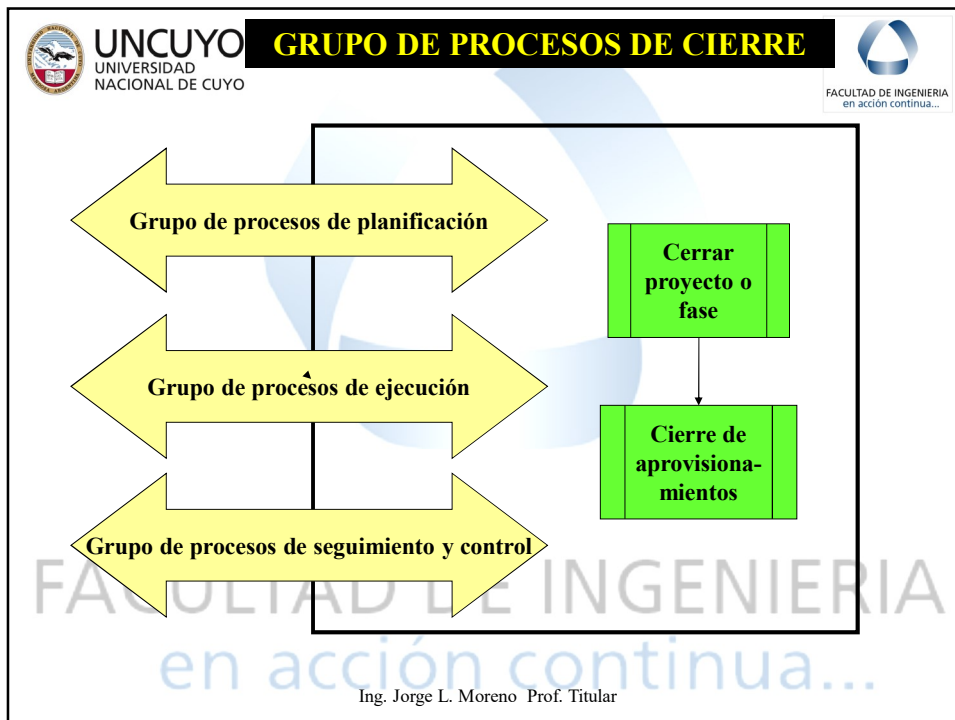 UNCUYO
UNIVERSIDAD
NACIONAL DE CUYO
GRUPO DE PROCESOS DE CIERRE
FACULTAD DE INGENIERIA
en acción continua...
Grupo de procesos de planificación
Cerrar
proyecto o
fase
Grupo de procesos de ejecución
Cierre de
aprovisiona-
mientos
Grupo de procesos de seguimiento y control
FACULTAD DE INGENIERIA
en acción continua...
Ing. Jorge L. Moreno Prof. Titular